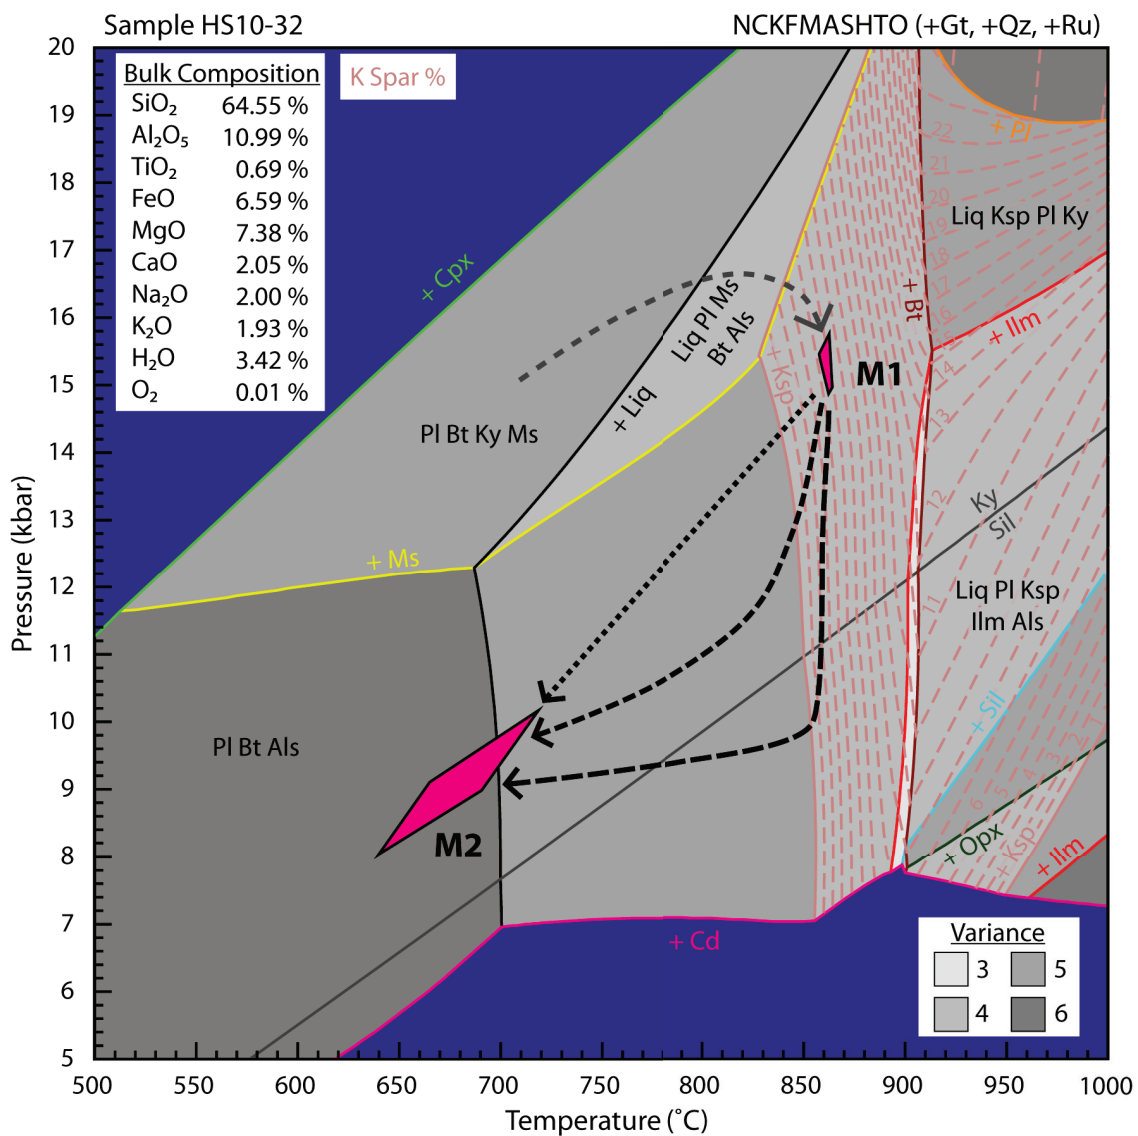 Sample HS10-32
NCKFMASHTO (+Gt, +Qz, +Ru)
Bulk Composition
SiO₂ 64.55 %
Al₂O₅ 10.99 %
TiO₂ 0.69 %
FeO 6.59 %
MgO 7.38 %
CaO 2.05 %
Na₂O 2.00 %
K₂O 1.93 %
H₂O 3.42 %
O₂ 0.01 %
K Spar %
+ Cpx
+ Pl
22
21
20
19
18
17
16
14
13
12
11
Liq Ksp Pl Ky
+ Bt
+ Ilm
Liq Pl Ms
Bt Als
+ Liq
+ Ksp
M1
Pl Bt Ky Ms
+ Ms
Ky
Sil
Liq Pl Ksp
Ilm Als
+ Sil
Pl Bt Als
M2
6
5
4
3
2
1
+ Opx
+ Ksp
+ Ilm
+ Cd
Variance
3 5
4 6
Pressure (kbar)
20
19
18
17
16
15
14
13
12
11
10
9
8
7
6
5
500 550 600 650 700 750 800 850 900 950 1000
Temperature (˚C)